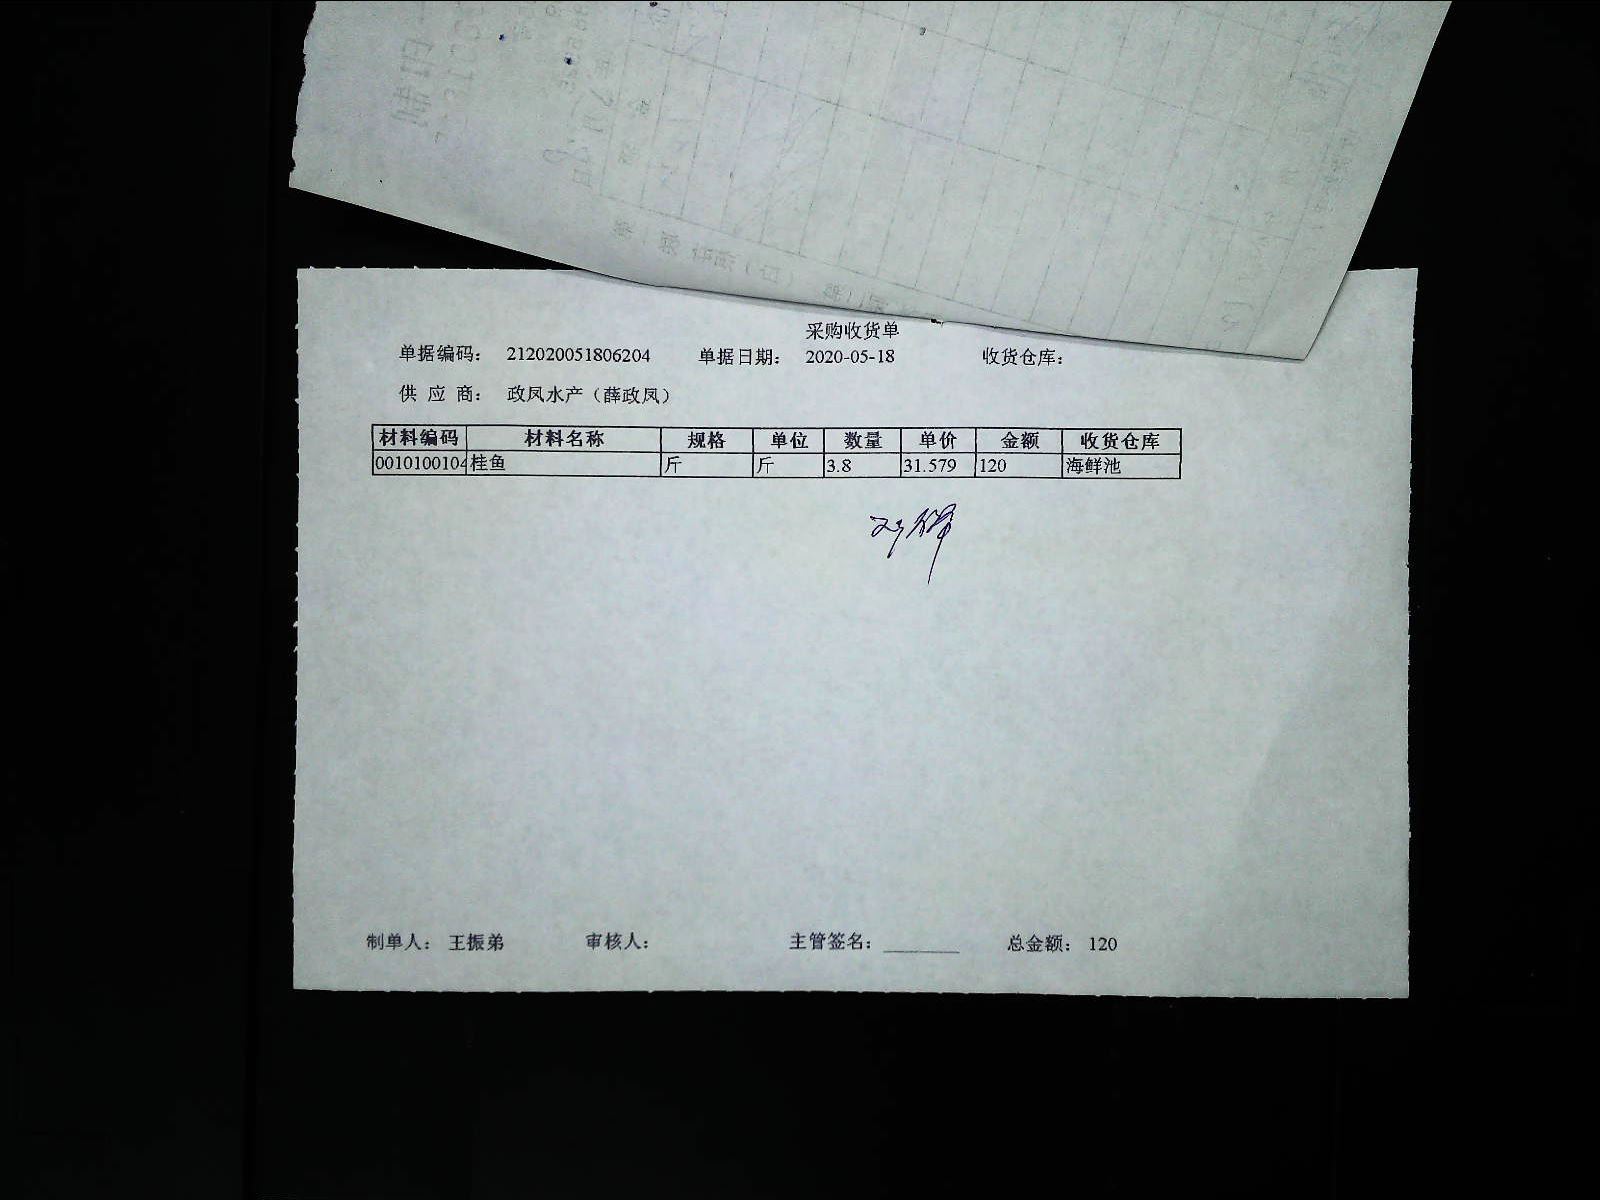 采购收货单
单据编码： 212020051806204 单据日期： 2020-05-18 收货仓库：
供 应 商： 政凤水产（薛政凤）
材料编码 材料名称 规格 单位 数量 单价 金额 收货仓库
0010100104 桂鱼 斤 斤 3.8 31.579 120 海鲜池
制单人： 王振弟 审核人： 主管签名： 总金额： 120